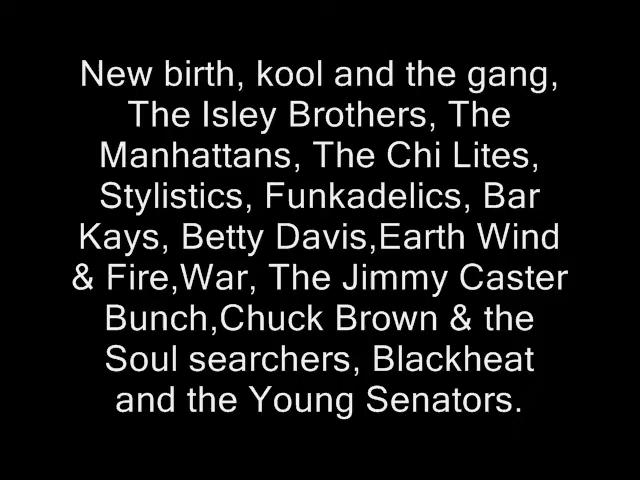 New birth, kool and the gang,
The Isley Brothers, The
Manhattans, The Chi Lites,
Stylistics, Funkadelics, Bar
Kays, Betty Davis,Earth Wind
& Fire,War, The Jimmy Caster
Bunch,Chuck Brown & the
Soul searchers, Blackheat
and the Young Senators.